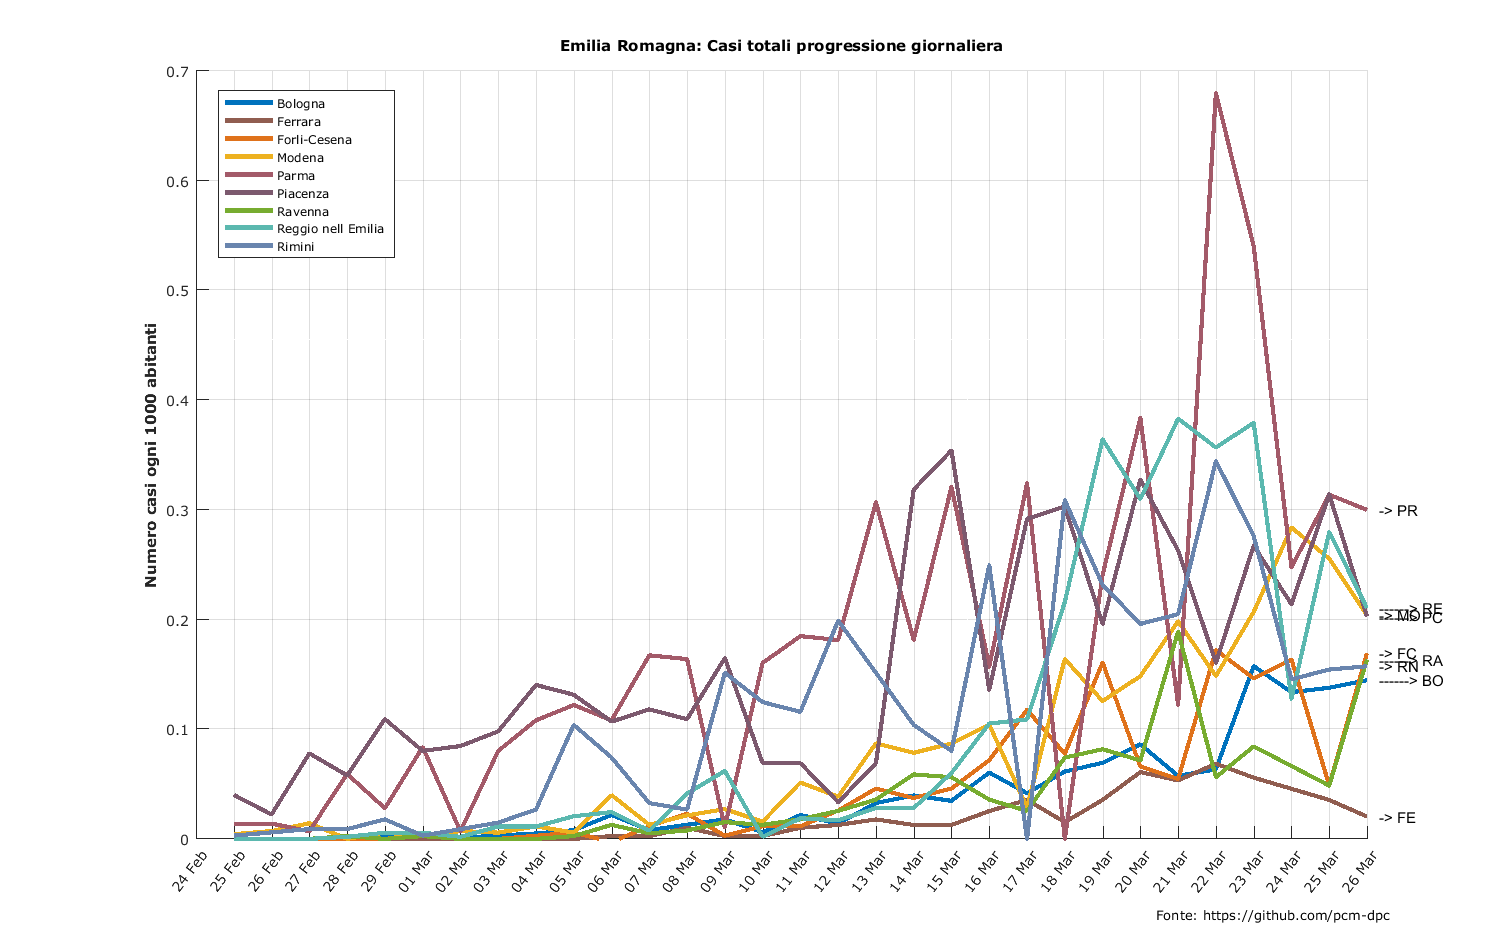 Emilia Romagna: Casi totali progressione giornaliera
Numero casi ogni 1000 abitanti
0.7
0.6
0.5
0.4
0.3
0.2
0.1
0
Bologna
Ferrara
Forli-Cesena
Modena
Parma
Piacenza
Ravenna
Reggio nell Emilia
Rimini
-> PR
------> RE
-> MO
------> PC
-> FC
------> RA
-> RN
------> BO
-> FE
24 Feb
25 Feb
26 Feb
27 Feb
28 Feb
29 Feb
01 Mar
02 Mar
03 Mar
04 Mar
05 Mar
06 Mar
07 Mar
08 Mar
09 Mar
10 Mar
11 Mar
12 Mar
13 Mar
14 Mar
15 Mar
16 Mar
17 Mar
18 Mar
19 Mar
20 Mar
21 Mar
22 Mar
23 Mar
24 Mar
25 Mar
26 Mar
Fonte: https://github.com/pcm-dpc